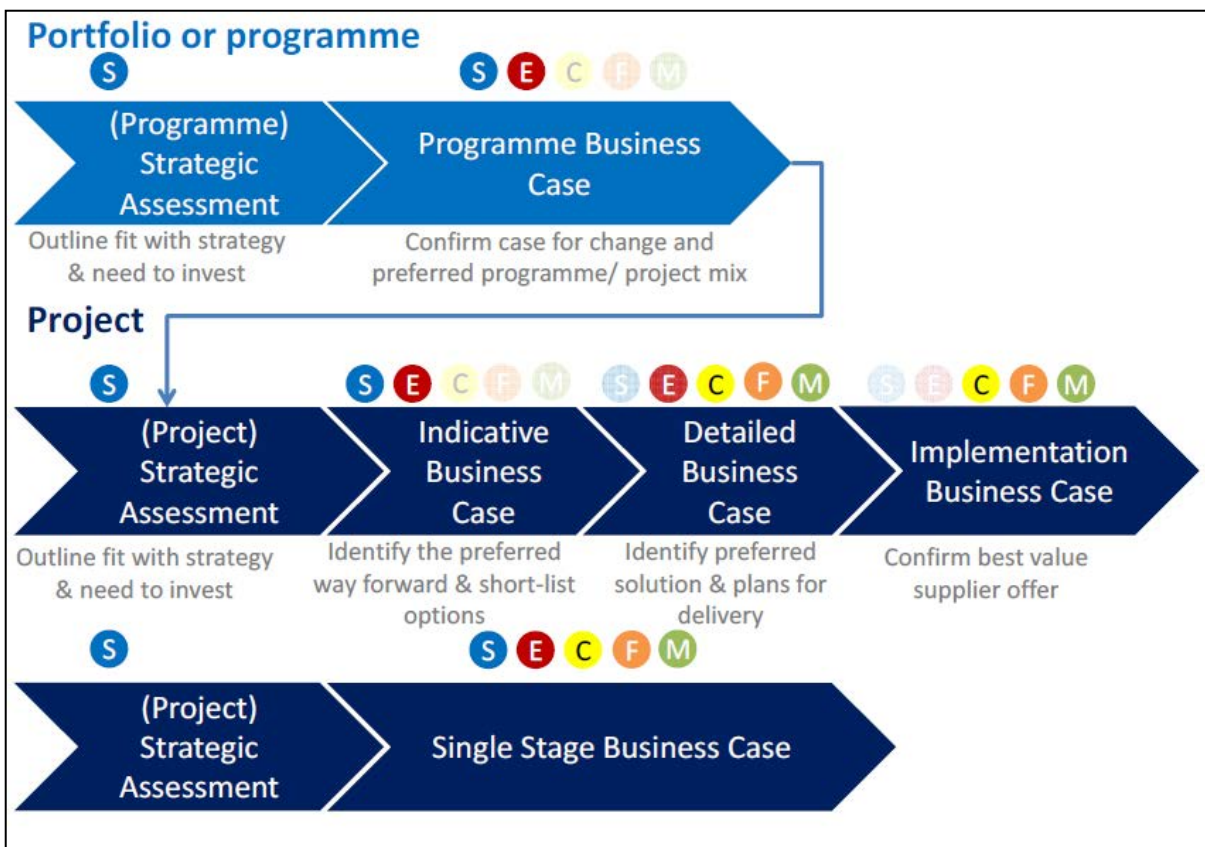 Portfolio or programme
S
S E C F M
(Programme)
Strategic
Assessment
Programme Business
Case
Outline fit with strategy
& need to invest
Confirm case for change and
preferred programme/ project mix
Project
S
S E C F M
S E C F M
S E C F M
(Project)
Strategic
Assessment
Indicative
Business
Case
Detailed
Business
Case
Implementation
Business Case
Outline fit with strategy
& need to invest
Identify the preferred
way forward & short-list
options
Identify preferred
solution & plans for
delivery
Confirm best value
supplier offer
S
S E C F M
(Project)
Strategic
Assessment
Single Stage Business Case